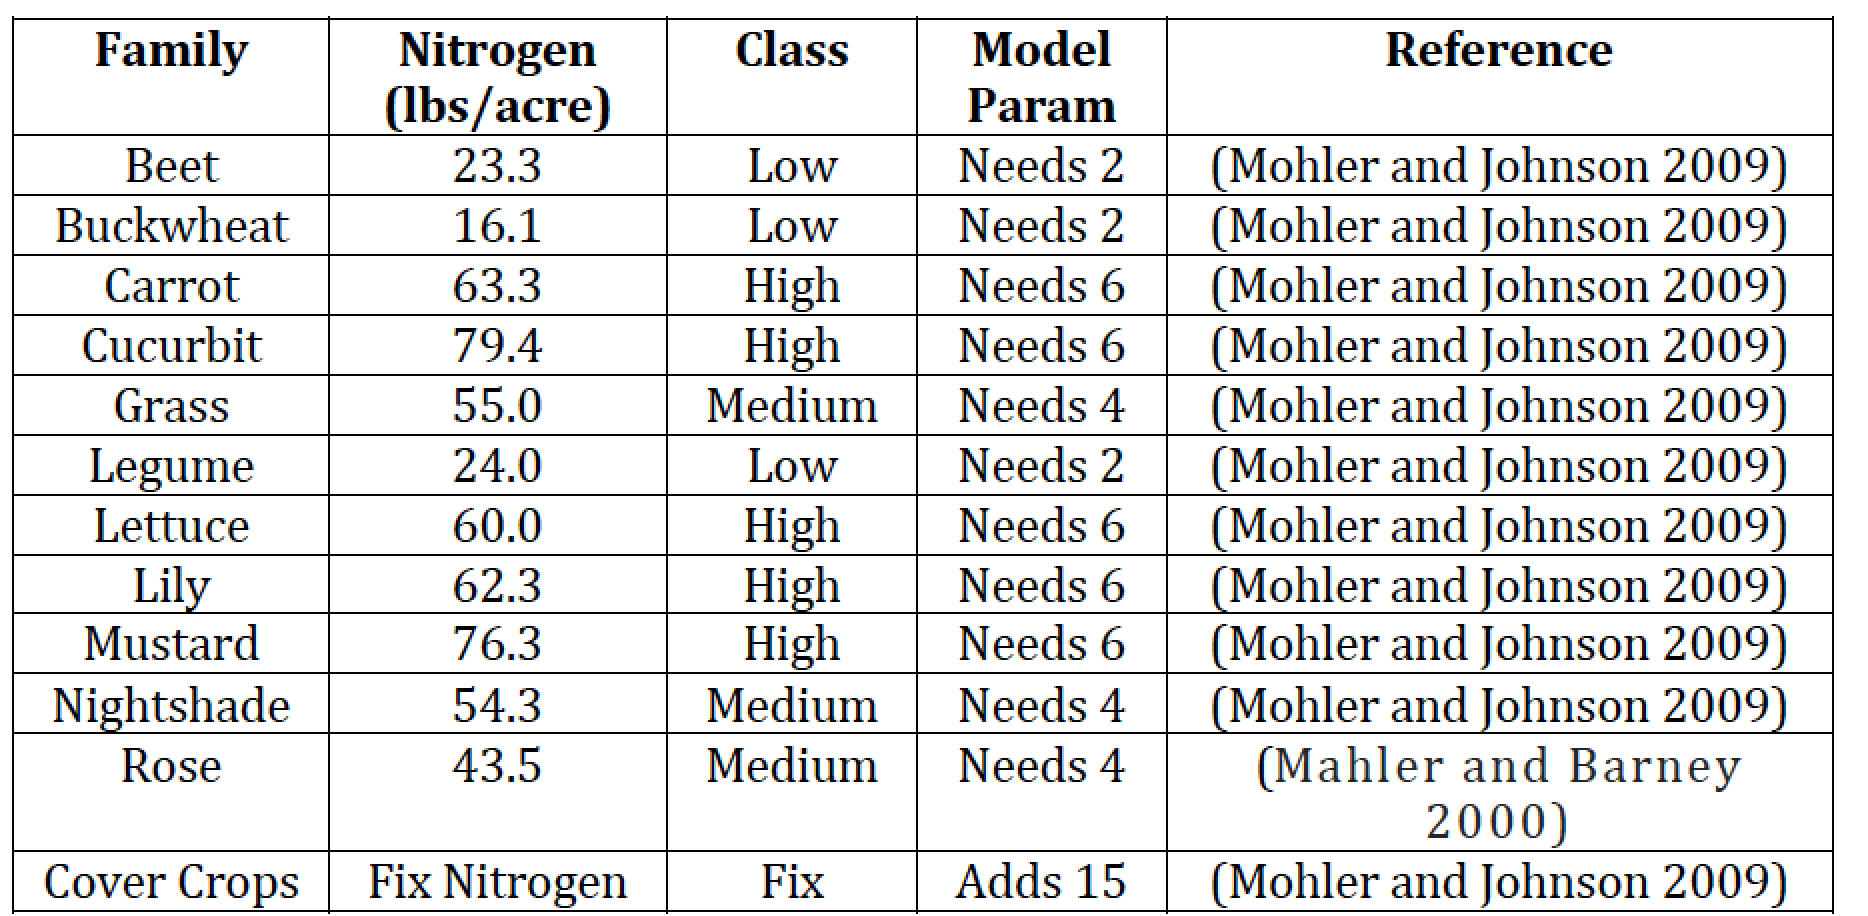 Family Nitrogen (lbs/acre) Class Model Param Reference
Beet 23.3 Low Needs 2 (Mohler and Johnson 2009)
Buckwheat 16.1 Low Needs 2 (Mohler and Johnson 2009)
Carrot 63.3 High Needs 6 (Mohler and Johnson 2009)
Cucurbit 79.4 High Needs 6 (Mohler and Johnson 2009)
Grass 55.0 Medium Needs 4 (Mohler and Johnson 2009)
Legume 24.0 Low Needs 2 (Mohler and Johnson 2009)
Lettuce 60.0 High Needs 6 (Mohler and Johnson 2009)
Lily 62.3 High Needs 6 (Mohler and Johnson 2009)
Mustard 76.3 High Needs 6 (Mohler and Johnson 2009)
Nightshade 54.3 Medium Needs 4 (Mohler and Johnson 2009)
Rose 43.5 Medium Needs 4 (Mahler and Barney 2000)
Cover Crops Fix Nitrogen Fix Adds 15 (Mohler and Johnson 2009)